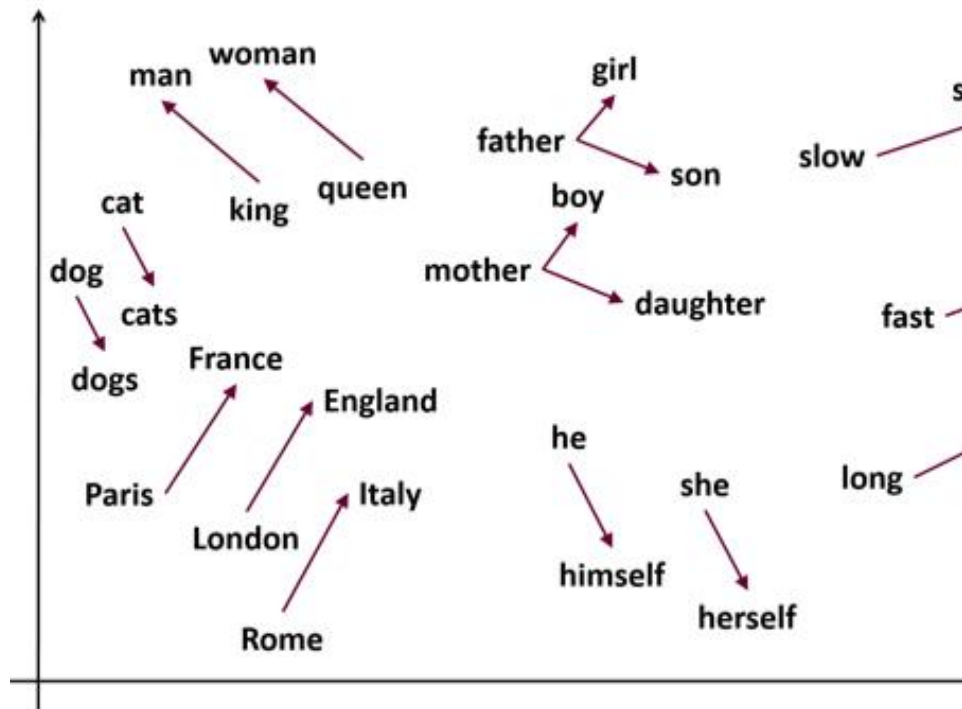 woman
man
girl
s
father
slow
son
queen
boy
cat
king
dog
mother
daughter
cats
fast
France
dogs
England
he
she
long
Paris
Italy
London
himself
herself
Rome